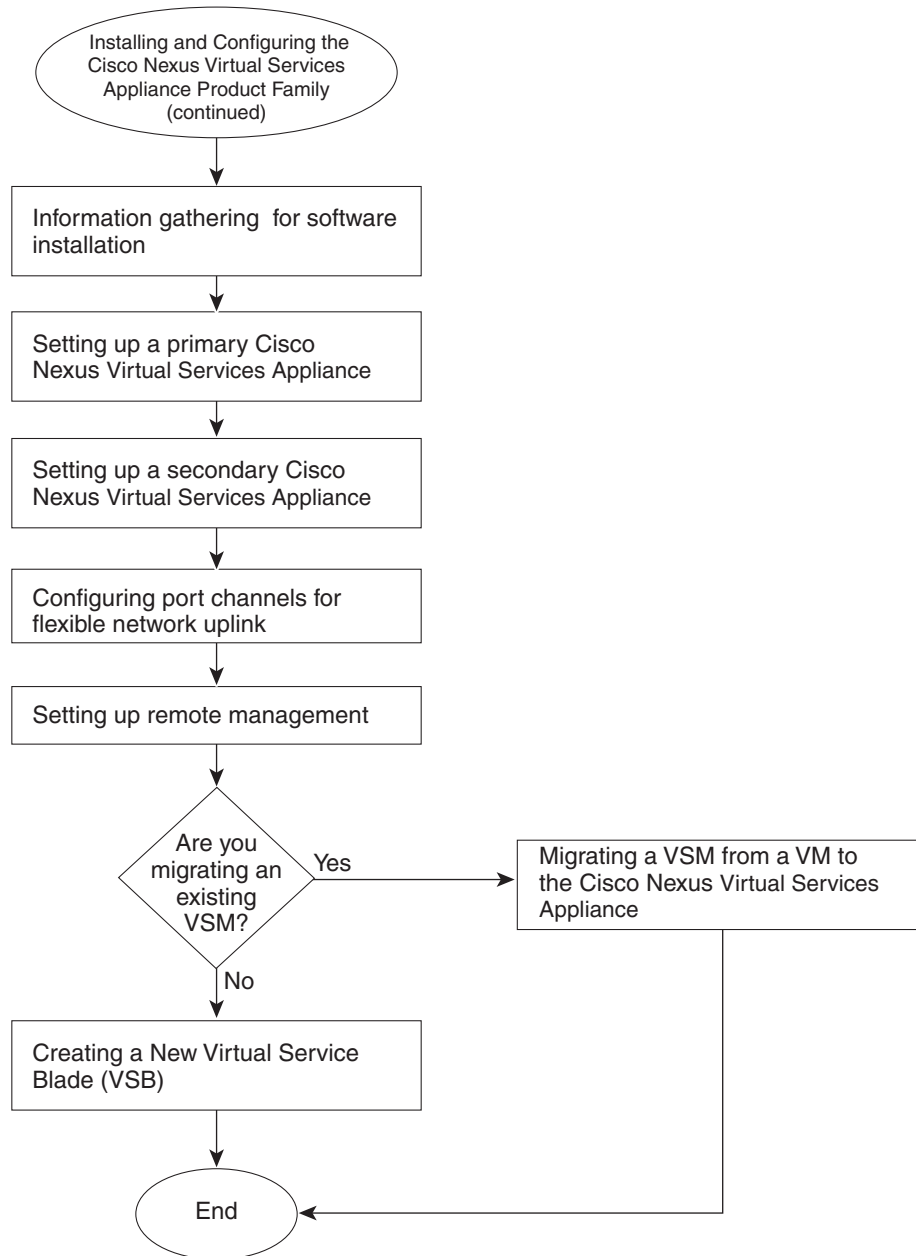 Installing and Configuring the
Cisco Nexus Virtual Services
Appliance Product Family
(continued)
Information gathering for software
installation
Setting up a primary Cisco
Nexus Virtual Services Appliance
Setting up a secondary Cisco
Nexus Virtual Services Appliance
Configuring port channels for
flexible network uplink
Setting up remote management
Are you
migrating an
existing
VSM?
Yes
Migrating a VSM from a VM to
the Cisco Nexus Virtual Services
Appliance
No
Creating a New Virtual Service
Blade (VSB)
End